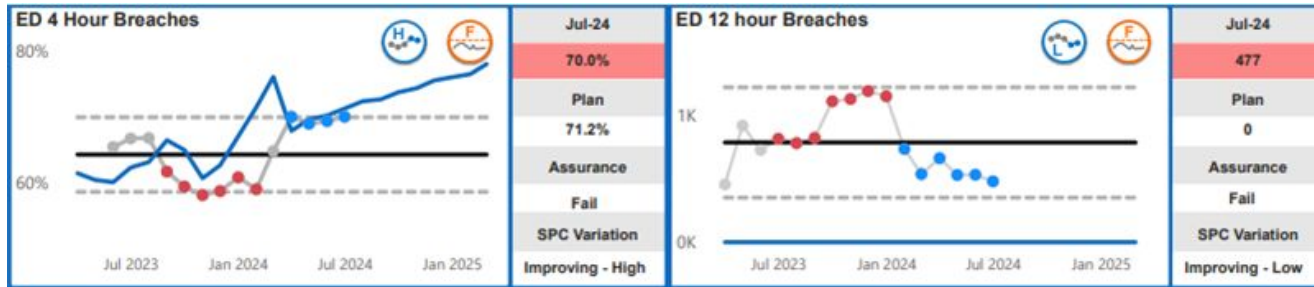 ED 4 Hour Breaches
H
F
80%
60%
Jul 2023 Jan 2024 Jul 2024 Jan 2025
Jul-24
70.0%
Plan
71.2%
Assurance
Fail
SPC Variation
Improving - High
ED 12 hour Breaches
L
F
1K
0K
Jul 2023 Jan 2024 Jul 2024 Jan 2025
Jul-24
477
Plan
0
Assurance
Fail
SPC Variation
Improving - Low